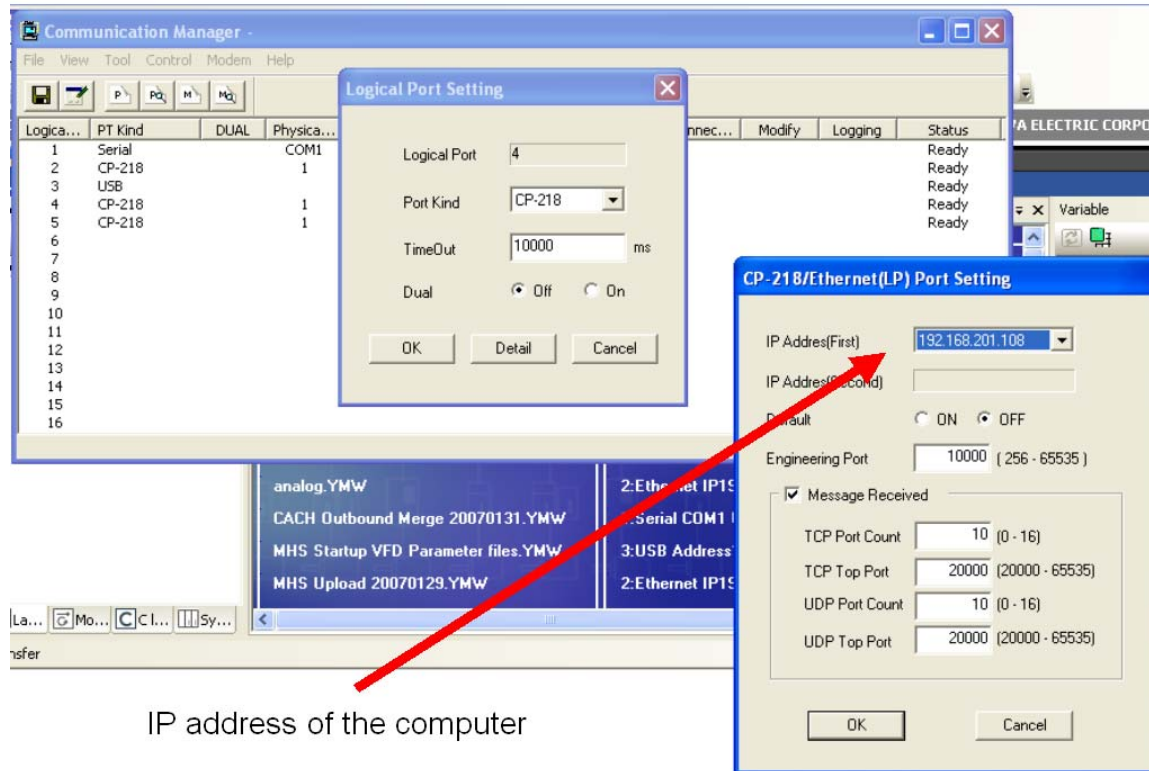 Communication Manager -
File View Tool Control Modem Help
Logica... PT Kind DUAL Physica... nnec... Modify Logging Status
1 Serial COM1 Ready
2 CP-218 1 Ready
3 USB Ready
4 CP-218 1 Ready
5 CP-218 1 Ready
6
7
8
9
10
11
12
13
14
15
16
Logical Port Setting
Logical Port 4
Port Kind CP-218
TimeOut 10000 ms
Dual Off On
OK Detail Cancel
A ELECTRIC CORPO
Variable
CP-218/Ethernet(LP) Port Setting
IP Addres(First) 192.168.201.108
IP Addres(Second)
Default ON OFF
Engineering Port 10000 ( 256 - 65535 )
Message Received
TCP Port Count 10 (0 - 16)
TCP Top Port 20000 (20000 - 65535)
UDP Port Count 10 (0 - 16)
UDP Top Port 20000 (20000 - 65535)
OK Cancel
analog.YMW 2:Ethernet IP19
CACH Outbound Merge 20070131.YMW :Serial COM1
MHS Startup VFD Parameter files.YMW 3:USB Address
MHS Upload 20070129.YMW 2:Ethernet IP19
La... Mo... C I... Sy...
nsfer
IP address of the computer